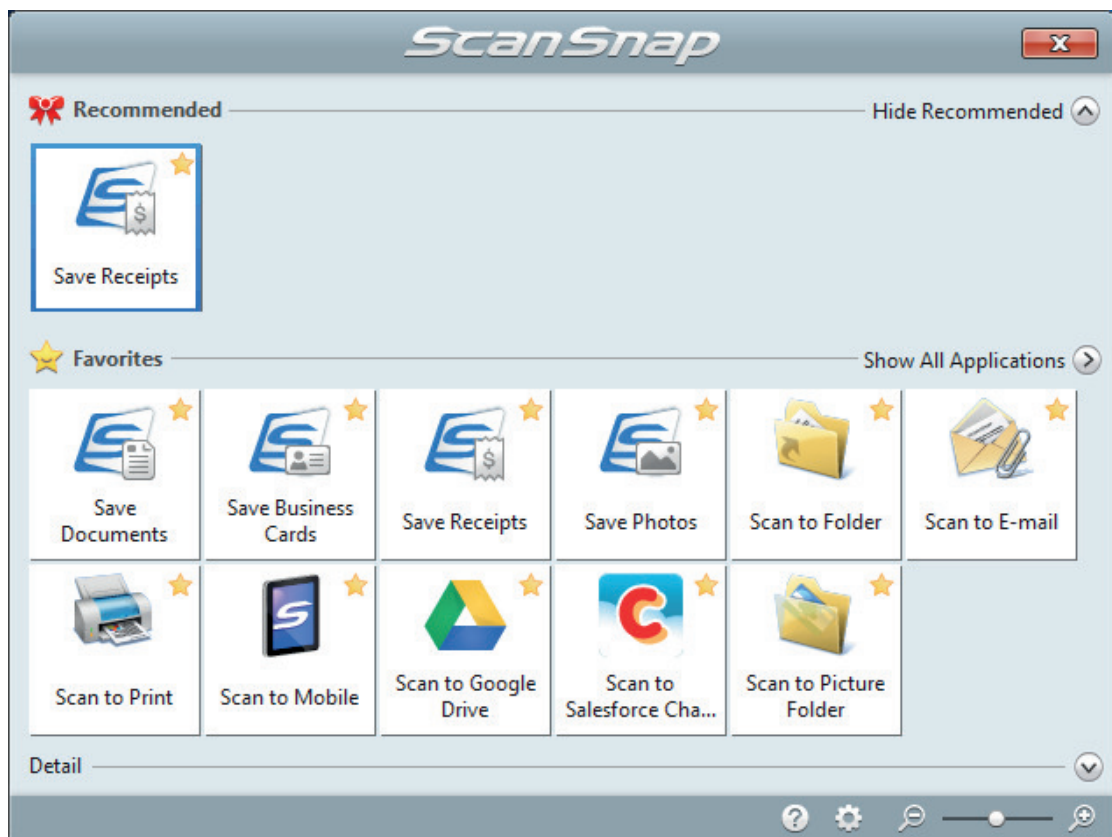 ScanSnap
Recommended
Hide Recommended
Save Receipts
Favorites
Show All Applications
Save
Documents
Save Business
Cards
Save Receipts
Save Photos
Scan to Folder
Scan to E-mail
Scan to Print
Scan to Mobile
Scan to Google
Drive
Scan to
Salesforce Cha...
Scan to Picture
Folder
Detail